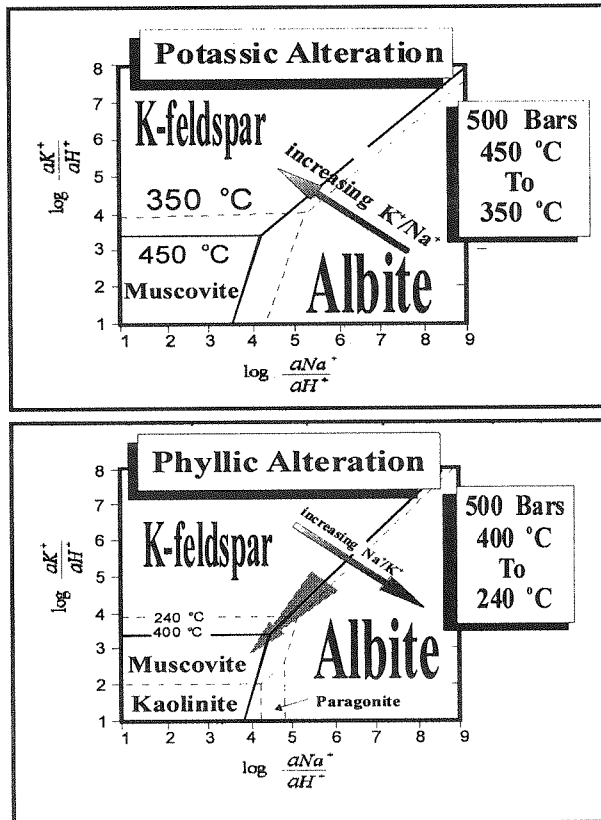 Potassic Alteration
8
7
6
5
4
3
2
1
log aK⁺/aH⁺
K-feldspar
350 °C
450 °C
Muscovite
increasing K⁺/Na⁺
Albite
500 Bars
450 °C
To
350 °C
1 2 3 4 5 6 7 8 9
log aNa⁺/aH⁺
Phyllic Alteration
8
7
6
5
4
3
2
1
log aK⁺/aH⁺
K-feldspar
increasing Na⁺/K⁺
240 °C
400 °C
Muscovite
Kaolinite
Paragonite
Albite
500 Bars
400 °C
To
240 °C
1 2 3 4 5 6 7 8 9
log aNa⁺/aH⁺